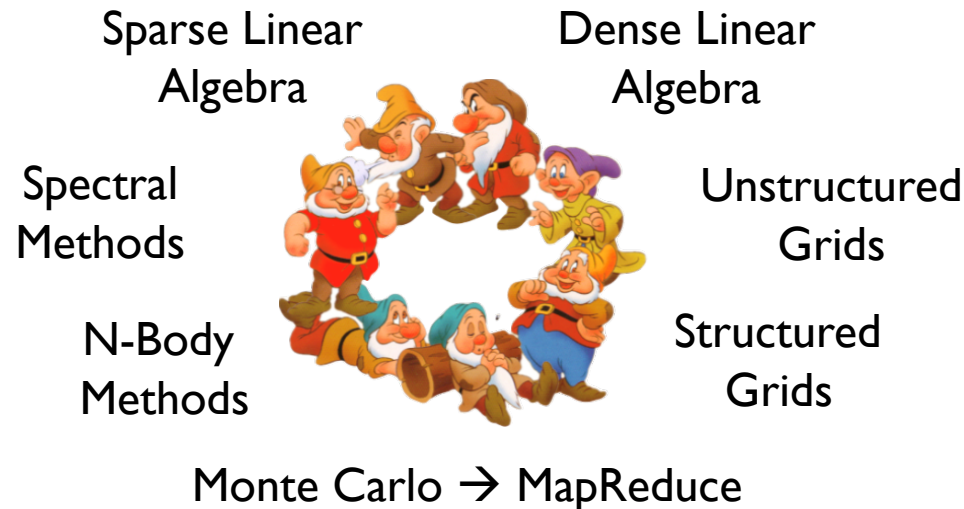 Sparse Linear
Algebra
Dense Linear
Algebra
Spectral
Methods
Unstructured
Grids
N-Body
Methods
Structured
Grids
Monte Carlo → MapReduce